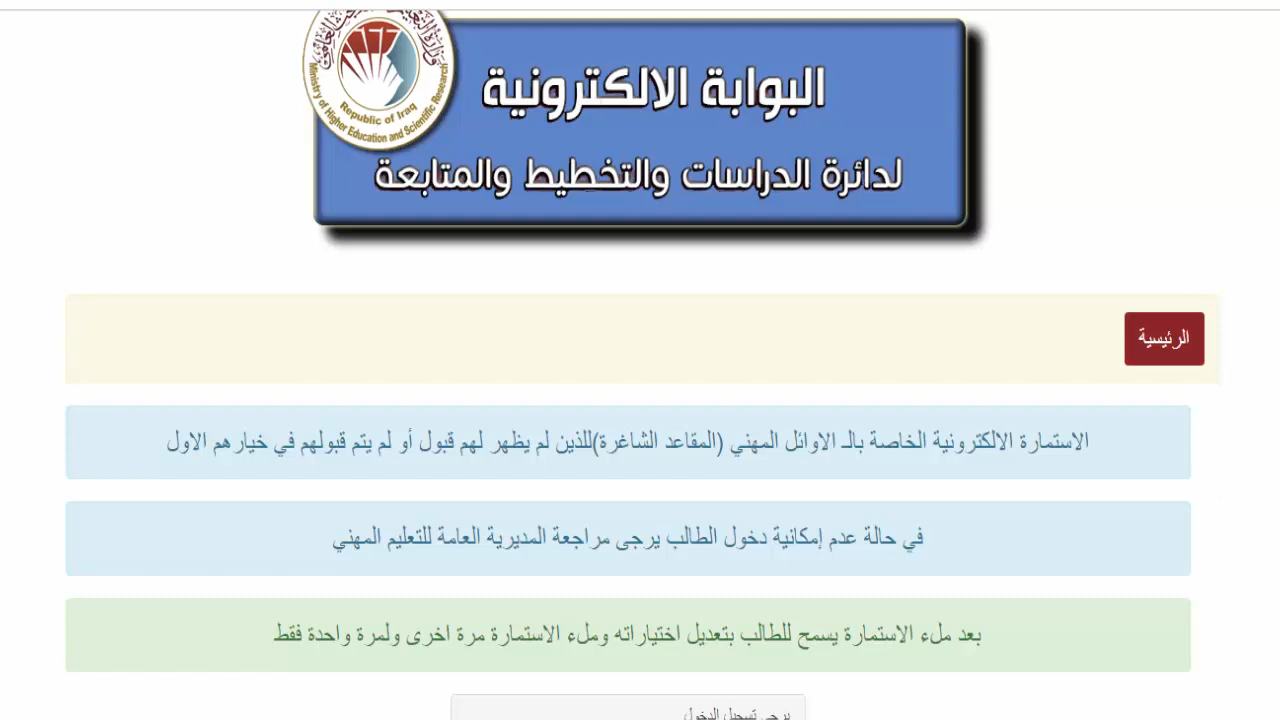 Ministry of Higher Education and Scientific Research
Republic of Iraq
البوابة الالكترونية
لدائرة الدراسات والتخطيط والمتابعة
الرئيسية
الاستمارة الالكترونية الخاصة بالـ الاوائل المهني (المقاعد الشاغرة)للذين لم يظهر لهم قبول أو لم يتم قبولهم في خيارهم الاول
في حالة عدم إمكانية دخول الطالب يرجى مراجعة المديرية العامة للتعليم المهني
بعد ملء الاستمارة يسمح للطالب بتعديل اختياراته وملء الاستمارة مرة اخرى ولمرة واحدة فقط
يرجى تسجيل الدخول